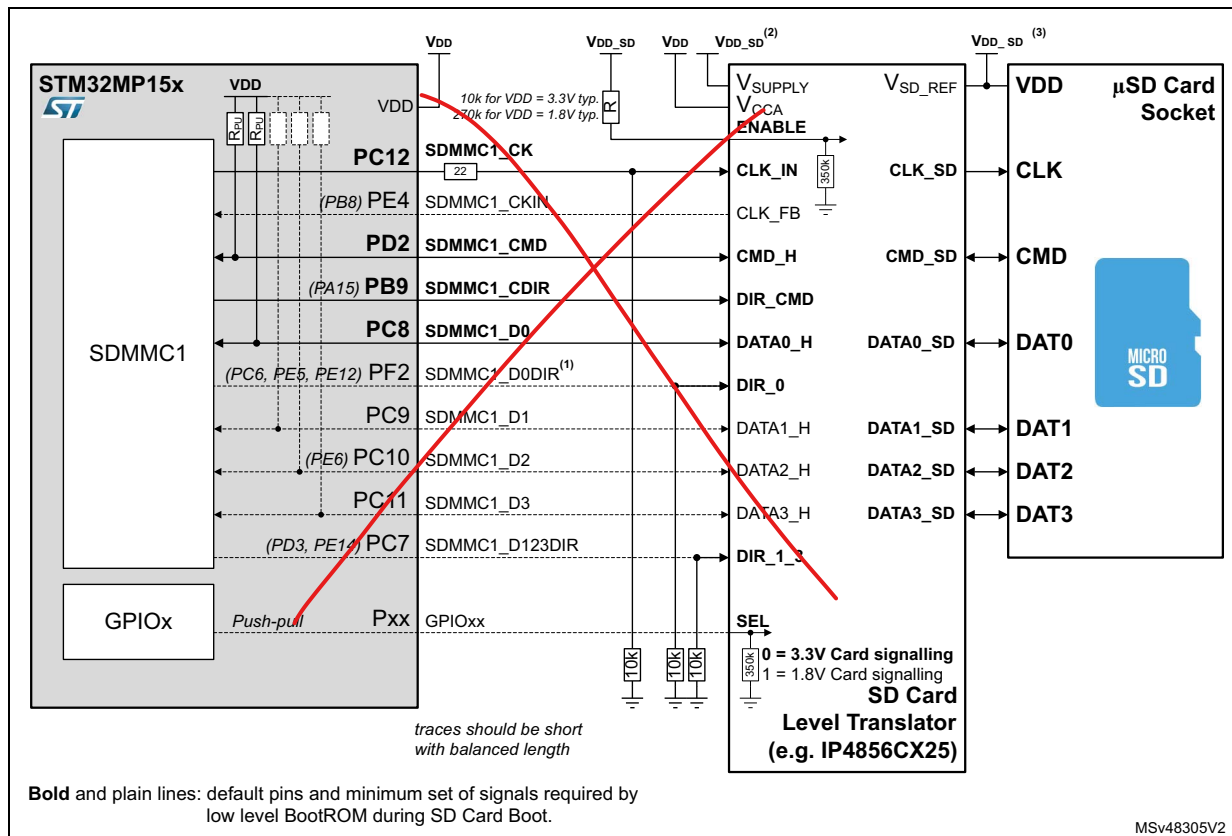 VDD VDD_SD VDD VDD_SD(2) VDD_SD (3)
STM32MP15x
ST
VDD
VDD
RPU RPU
10k for VDD = 3.3V typ.
270k for VDD = 1.8V typ.
R
VSUPPLY VSD_REF VDD
VCCA
ENABLE
350k
µSD Card
Socket
PC12 SDMMC1_CK 22 CLK_IN CLK_SD CLK
(PB8) PE4 SDMMC1_CKIN CLK_FB
PD2 SDMMC1_CMD CMD_H CMD_SD CMD
(PA15) PB9 SDMMC1_CDIR DIR_CMD
SDMMC1
PC8 SDMMC1_D0 DATA0_H DATA0_SD DAT0
MICRO
SD
(PC6, PE5, PE12) PF2 SDMMC1_D0DIR(1) DIR_0
PC9 SDMMC1_D1 DATA1_H DATA1_SD DAT1
(PE6) PC10 SDMMC1_D2 DATA2_H DATA2_SD DAT2
PC11 SDMMC1_D3 DATA3_H DATA3_SD DAT3
(PD3, PE14) PC7 SDMMC1_D123DIR DIR_1_3
GPIOx Push-pull Pxx GPIOxx SEL
10k 10k 10k 350k
0 = 3.3V Card signalling
1 = 1.8V Card signalling
SD Card
Level Translator
(e.g. IP4856CX25)
traces should be short
with balanced length
Bold and plain lines: default pins and minimum set of signals required by
low level BootROM during SD Card Boot.
MSv48305V2